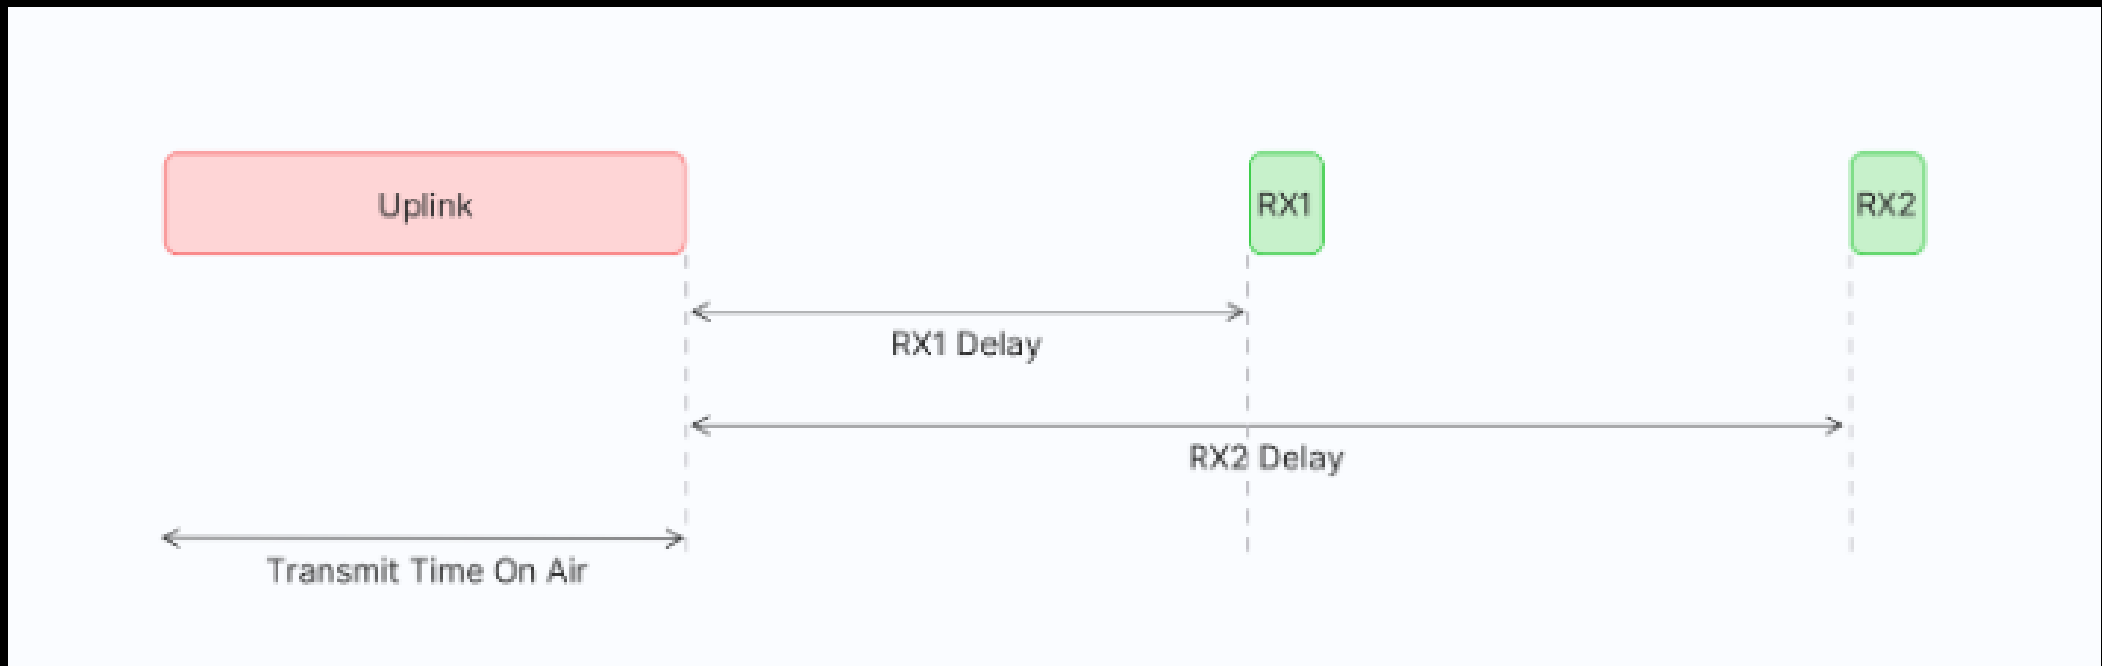 Uplink
RX1
RX2
RX1 Delay
RX2 Delay
Transmit Time On Air